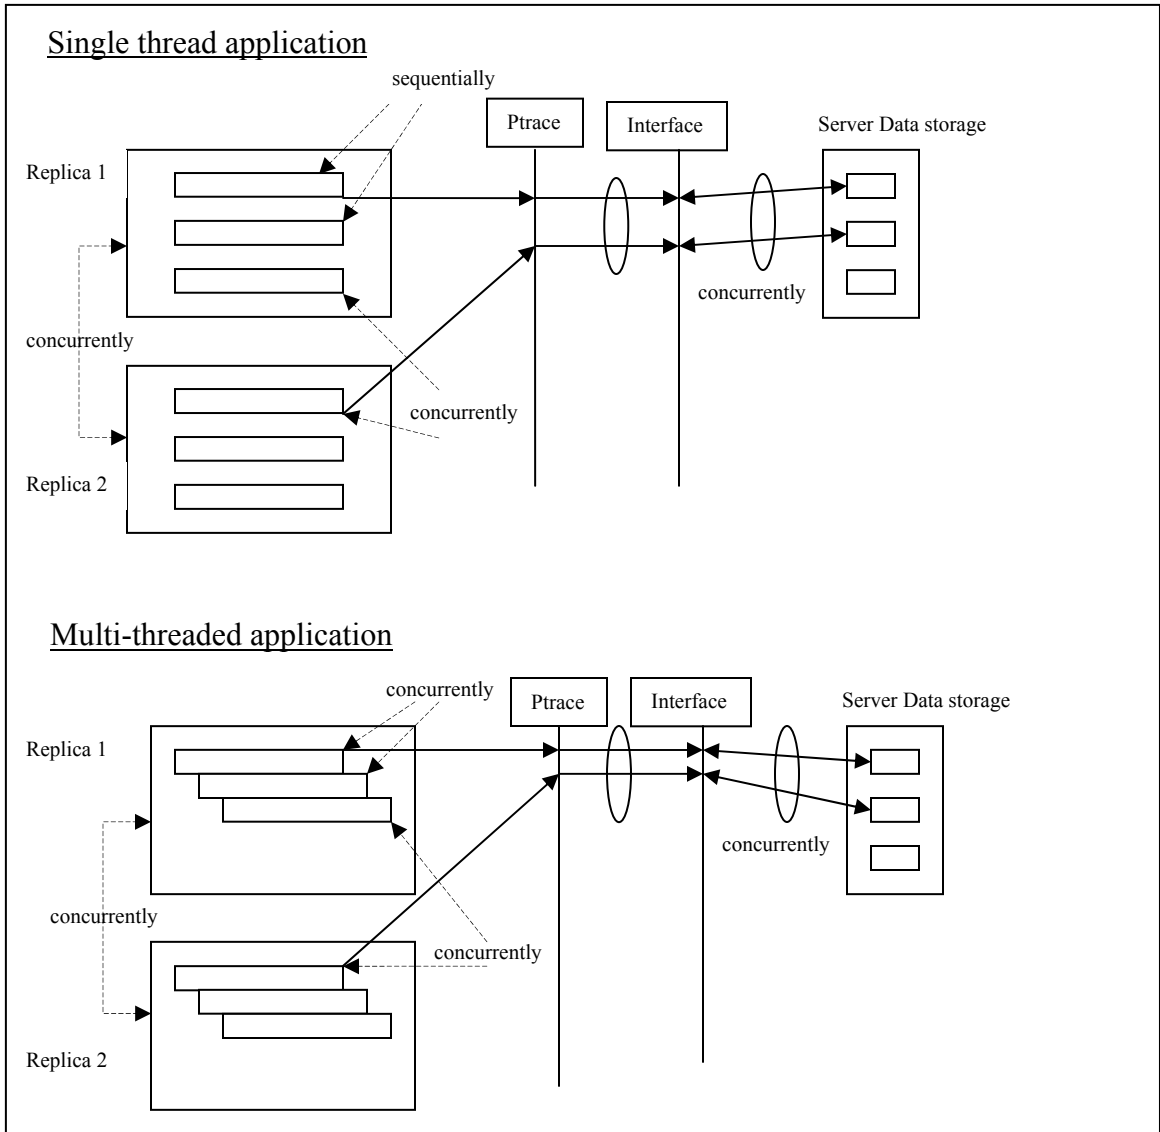 Single thread application
sequentially
Ptrace
Interface
Server Data storage
Replica 1
concurrently
concurrently
concurrently
Replica 2
Multi-threaded application
concurrently
Ptrace
Interface
Server Data storage
Replica 1
concurrently
concurrently
concurrently
Replica 2